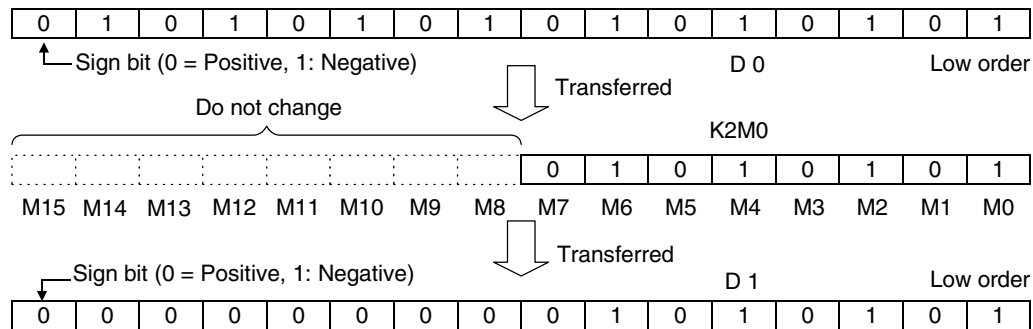 0 1 0 1 0 1 0 1 0 1 0 1 0 1 0 1
Sign bit (0 = Positive, 1: Negative) D 0 Low order
Transferred
Do not change
K2M0
0 1 0 1 0 1 0 1
M15 M14 M13 M12 M11 M10 M9 M8 M7 M6 M5 M4 M3 M2 M1 M0
Transferred
Sign bit (0 = Positive, 1: Negative) D 1 Low order
0 0 0 0 0 0 0 0 0 1 0 1 0 1 0 1